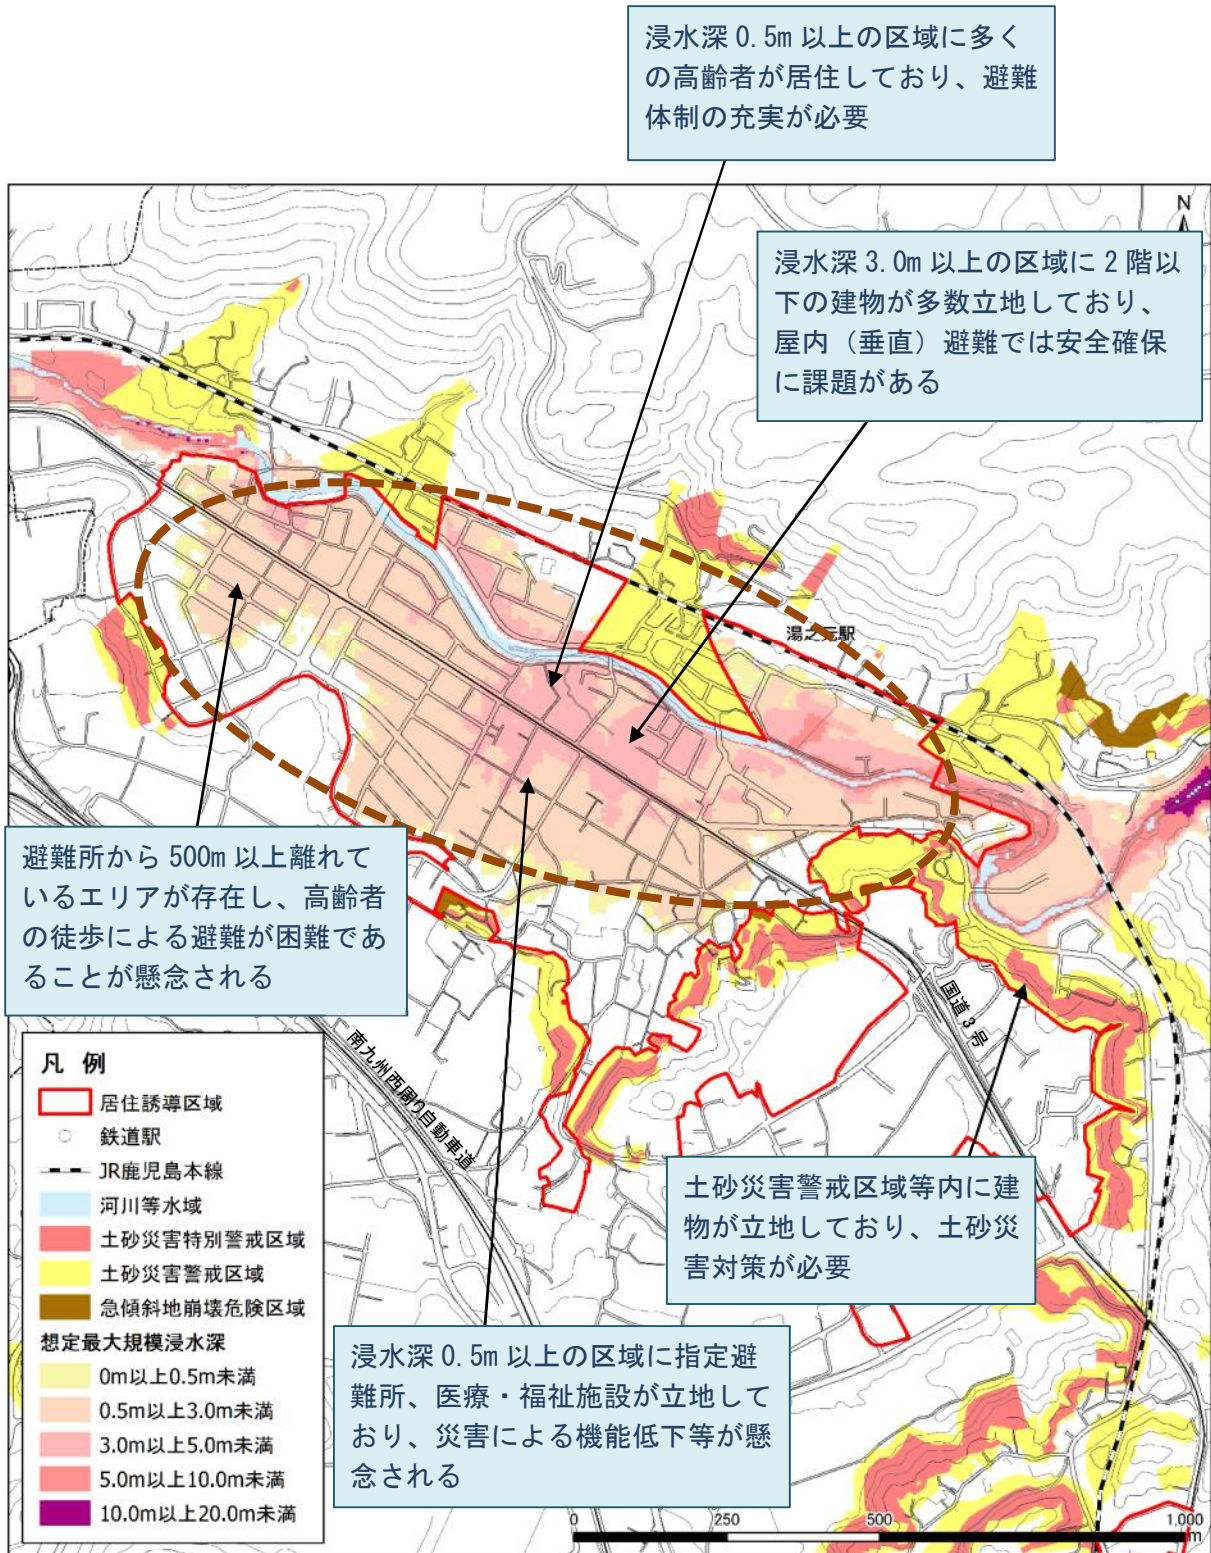 浸水深 0.5m 以上の区域に多く
の高齢者が居住しており、避難
体制の充実が必要
N
浸水深 3.0m 以上の区域に 2 階以
下の建物が多数立地しており、
屋内（垂直）避難では安全確保
に課題がある
湯之元駅
避難所から 500m 以上離れて
いるエリアが存在し、高齢者
の徒歩による避難が困難であ
ることが懸念される
国道3号
南九州西周り自動車道
凡 例
居住誘導区域
鉄道駅
JR鹿児島本線
河川等水域
土砂災害特別警戒区域
土砂災害警戒区域
急傾斜地崩壊危険区域
想定最大規模浸水深
0m以上0.5m未満
0.5m以上3.0m未満
3.0m以上5.0m未満
5.0m以上10.0m未満
10.0m以上20.0m未満
土砂災害警戒区域等内に建
物が立地しており、土砂災
害対策が必要
浸水深 0.5m 以上の区域に指定避
難所、医療・福祉施設が立地して
おり、災害による機能低下等が懸
念される
0 250 500 1,000
m